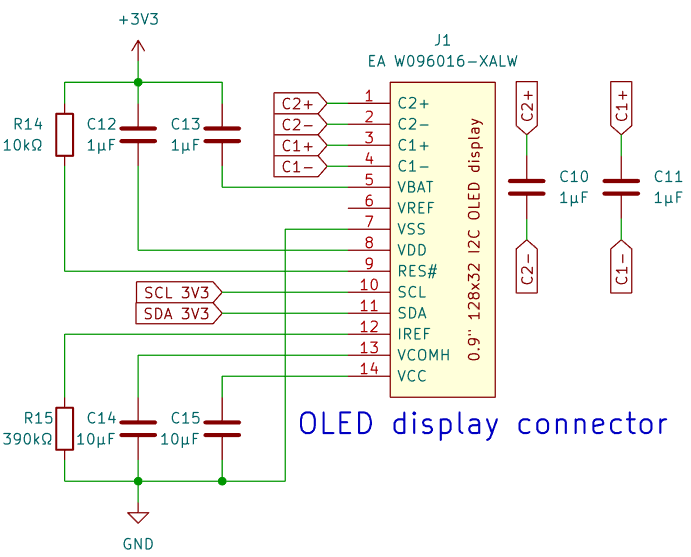 +3V3
J1
EA W096016-XALW
R14
10kΩ
C12
1µF
C13
1µF
C2+
C2-
C1+
C1-
1
2
3
4
5
6
7
8
9
10
11
12
13
14
C2+
C2-
C1+
C1-
VBAT
VREF
VSS
VDD
RES#
SCL
SDA
IREF
VCOMH
VCC
0.9" 128x32 I2C OLED display
SCL 3V3
SDA 3V3
C2+
C10
1µF
C2-
C1+
C11
1µF
C1-
R15
390kΩ
C14
10µF
C15
10µF
OLED display connector
GND